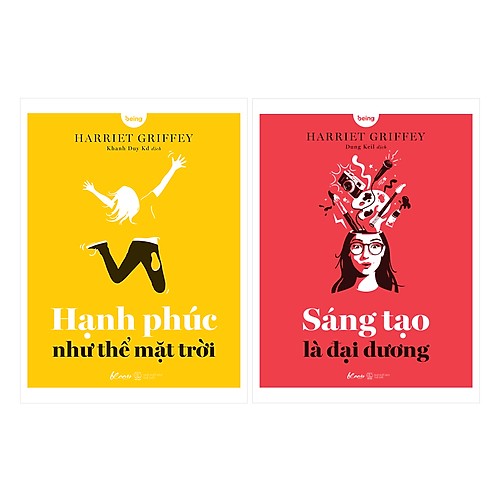 being
HARRIET GRIFFEY
Khanh Duy Kd dịch
Hạnh phúc
như thể mặt trời
being
HARRIET GRIFFEY
Dung Keil dịch
Sáng tạo
là đại dương